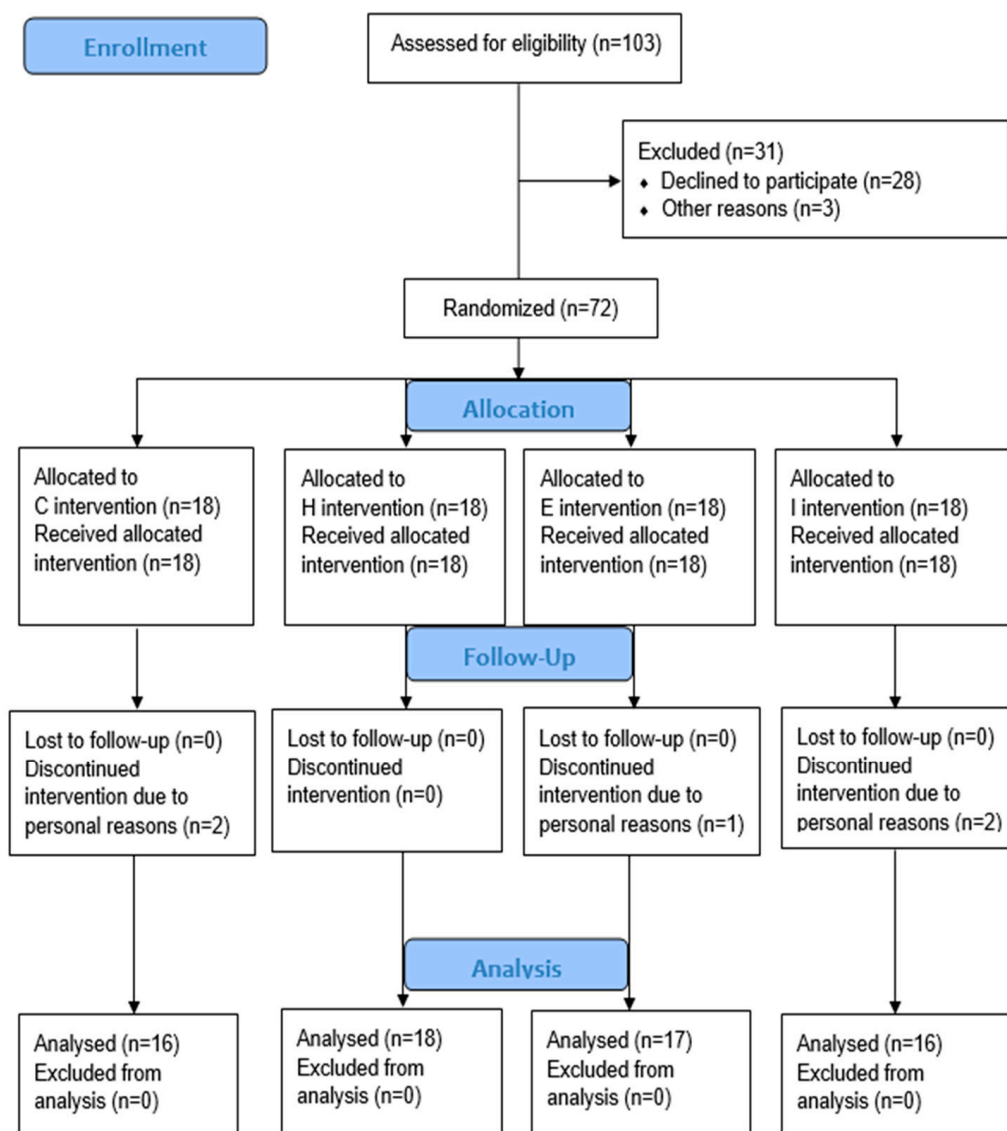 Enrollment
Assessed for eligibility (n=103)
Excluded (n=31)
♦ Declined to participate (n=28)
♦ Other reasons (n=3)
Randomized (n=72)
Allocation
Allocated to
C intervention (n=18)
Received allocated
intervention (n=18)
Allocated to
H intervention (n=18)
Received allocated
intervention (n=18)
Allocated to
E intervention (n=18)
Received allocated
intervention (n=18)
Allocated to
I intervention (n=18)
Received allocated
intervention (n=18)
Follow-Up
Lost to follow-up (n=0)
Discontinued
intervention due to
personal reasons (n=2)
Lost to follow-up (n=0)
Discontinued
intervention (n=0)
Lost to follow-up (n=0)
Discontinued
intervention due to
personal reasons (n=1)
Lost to follow-up (n=0)
Discontinued
intervention due to
personal reasons (n=2)
Analysis
Analysed (n=16)
Excluded from
analysis (n=0)
Analysed (n=18)
Excluded from
analysis (n=0)
Analysed (n=17)
Excluded from
analysis (n=0)
Analysed (n=16)
Excluded from
analysis (n=0)